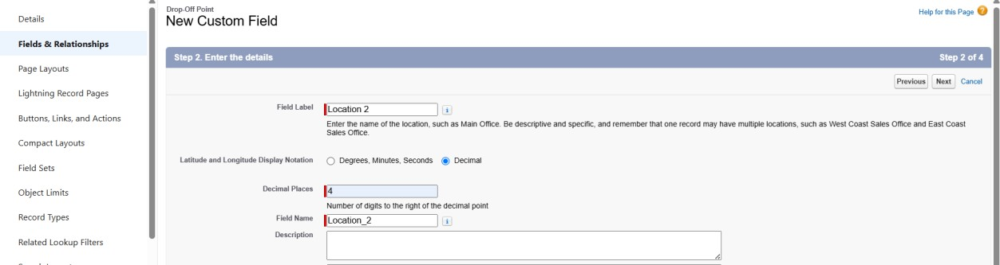 Drop-Off Point
New Custom Field
Help for this Page
Details
Fields & Relationships
Page Layouts
Lightning Record Pages
Buttons, Links, and Actions
Compact Layouts
Field Sets
Object Limits
Record Types
Related Lookup Filters
Step 2. Enter the details
Step 2 of 4
Previous Next Cancel
Field Label Location 2
Enter the name of the location, such as Main Office. Be descriptive and specific, and remember that one record may have multiple locations, such as West Coast Sales Office and East Coast
Sales Office.
Latitude and Longitude Display Notation Degrees, Minutes, Seconds Decimal
Decimal Places 4
Number of digits to the right of the decimal point
Field Name Location_2
Description